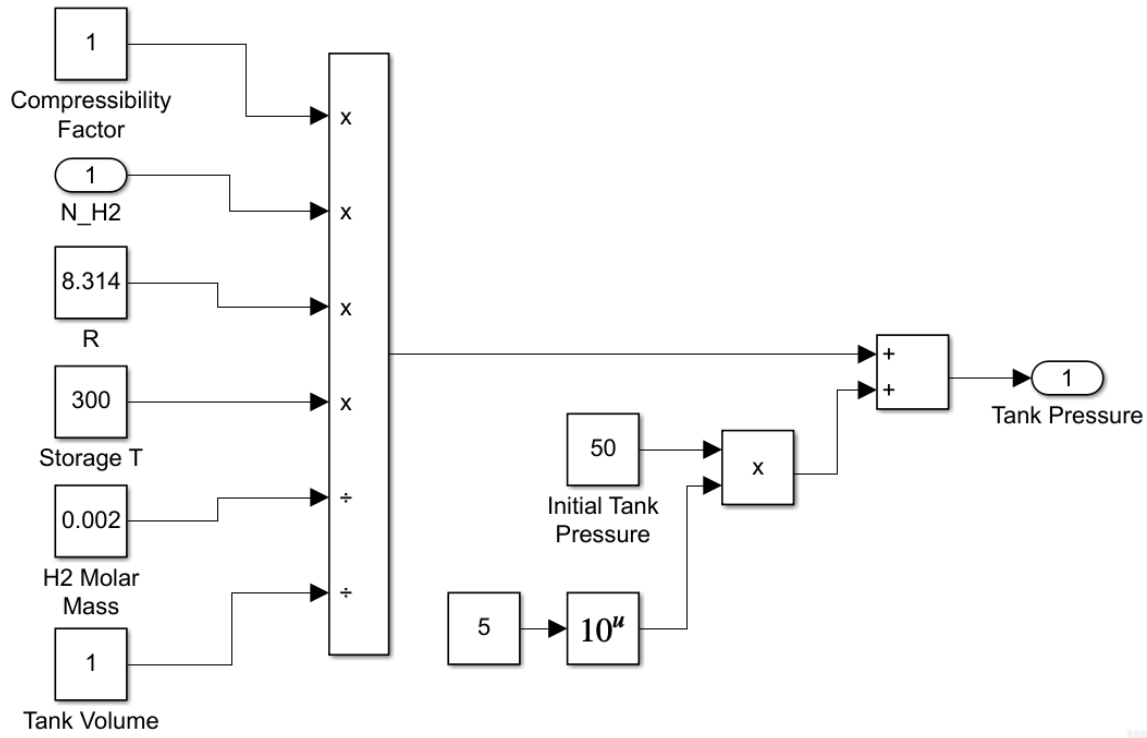 1
Compressibility
Factor
1
N_H2
8.314
R
300
Storage T
0.002
H2 Molar
Mass
1
Tank Volume
x
x
x
x
÷
÷
50
Initial Tank
Pressure
5
10ᵘ
x
+
+
1
Tank Pressure